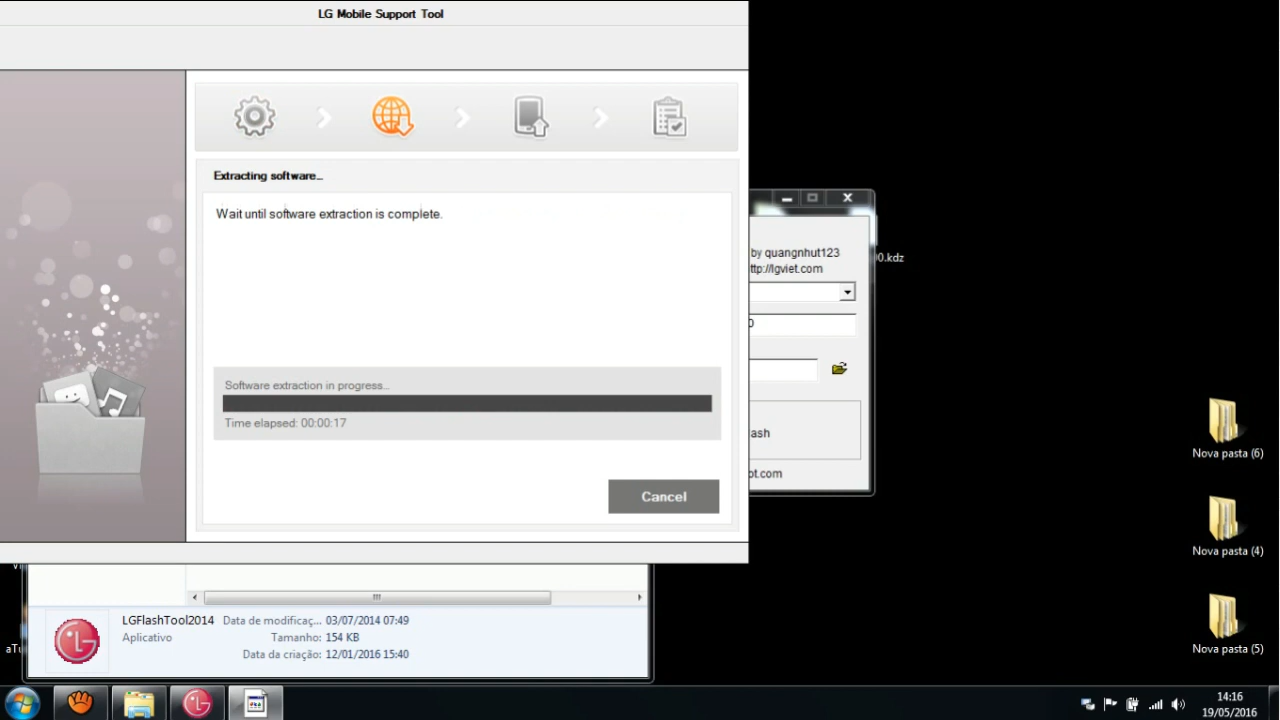 LG Mobile Support Tool
Extracting software...
Wait until software extraction is complete.
Software extraction in progress...
Time elapsed: 00:00:17
Cancel
by quangnhut123
ttp://lgviet.com
0
ash
ot.com
00.kdz
Nova pasta (6)
Nova pasta (4)
Nova pasta (5)
LGFlashTool2014 Data de modificaç... 03/07/2014 07:49
Aplicativo Tamanho: 154 KB
Data da criação: 12/01/2016 15:40
14:16
19/05/2016